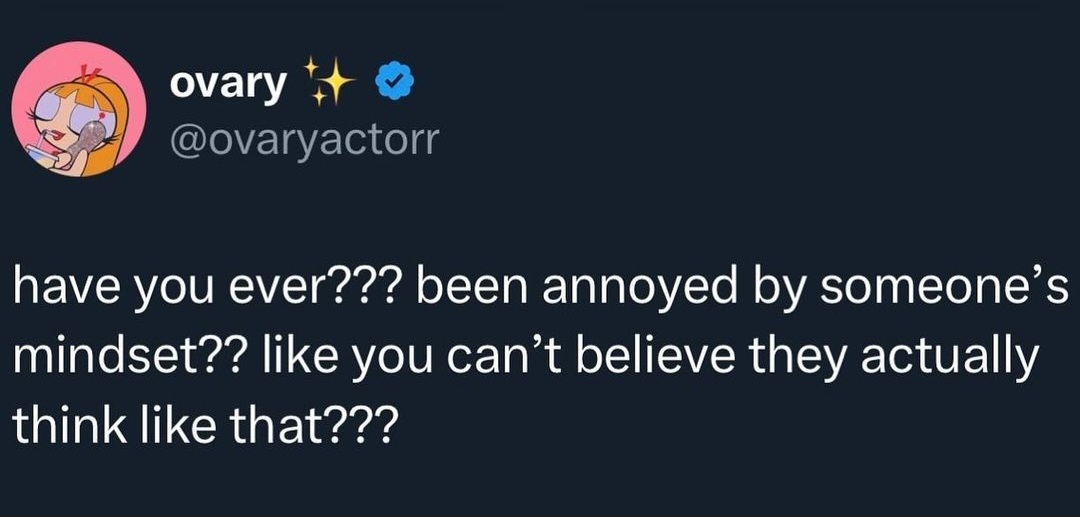 ovary ✨
@ovaryactorr
have you ever??? been annoyed by someone’s
mindset?? like you can’t believe they actually
think like that???